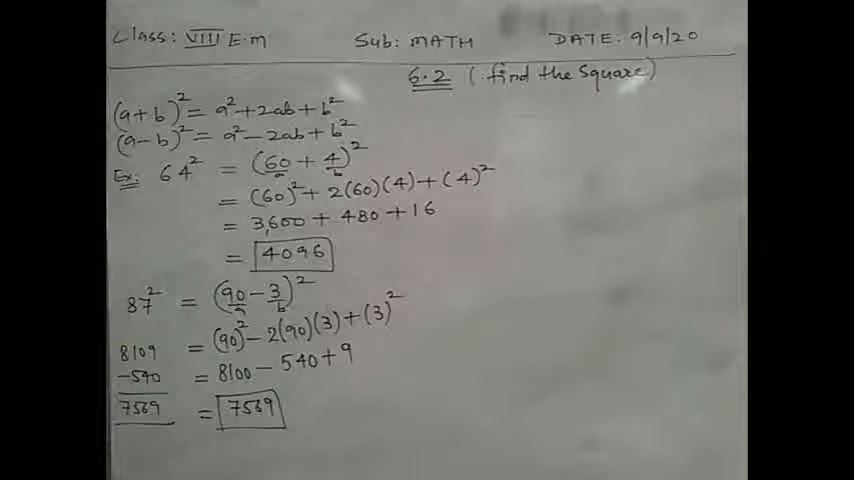 Class: VIII E.M Sub: MATH DATE. 9/9/20
6.2 ( find the Square)
(a+b)² = a² + 2ab + b²
(a-b)² = a² - 2ab + b²
Ex: 64² = (60 + 4)²
a b
= (60)² + 2(60)(4) + (4)²
= 3,600 + 480 + 16
= 4096
87² = (90 - 3)²
a b
= (90)² - 2(90)(3) + (3)²
8109
= 8100 - 540 + 9
-540
7569 = 7569